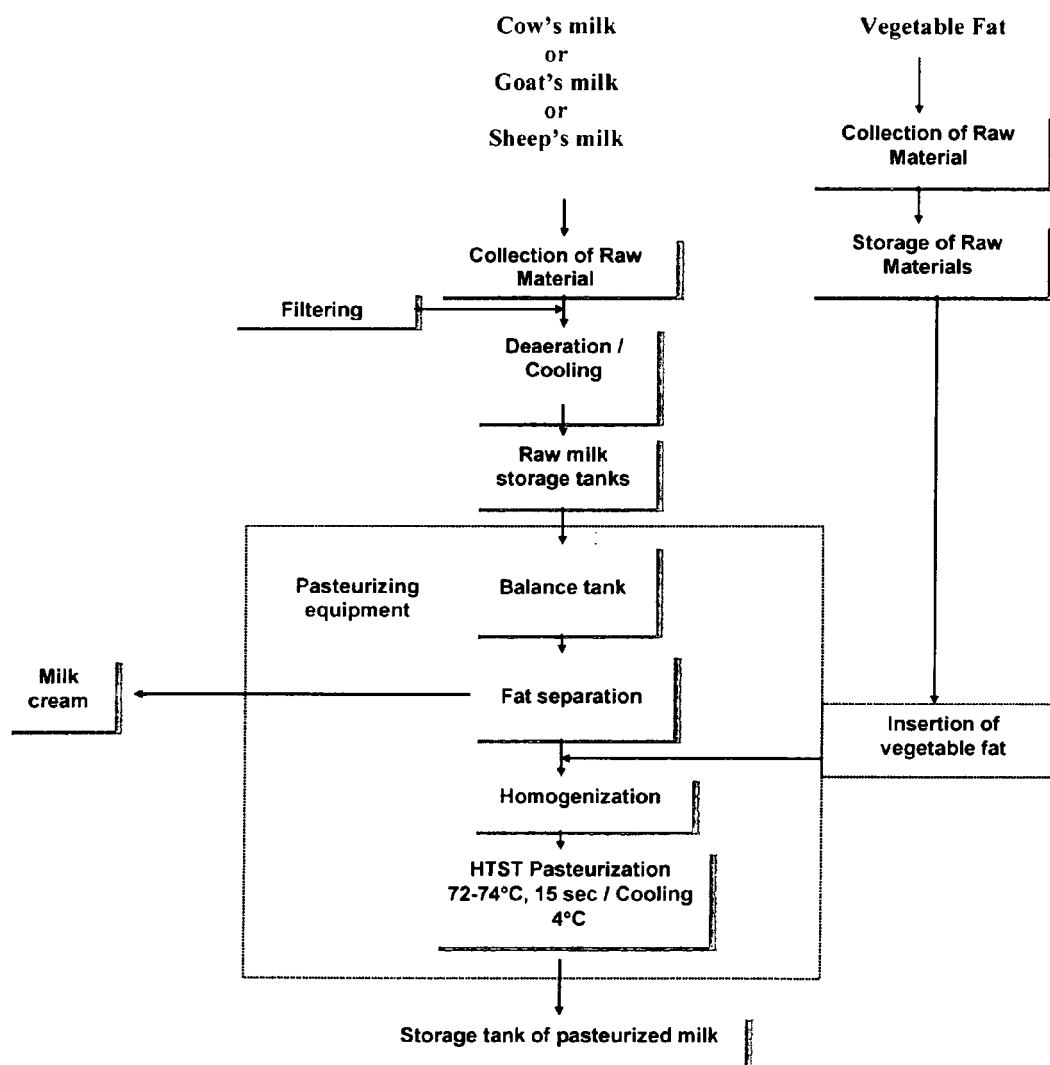 Cow's milk
or
Goat's milk
or
Sheep's milk
Vegetable Fat
Collection of Raw
Material
Storage of Raw
Materials
Collection of Raw
Material
Filtering
Deaeration /
Cooling
Raw milk
storage tanks
Pasteurizing
equipment
Balance tank
Milk
cream
Fat separation
Insertion of
vegetable fat
Homogenization
HTST Pasteurization
72-74°C, 15 sec / Cooling
4°C
Storage tank of pasteurized milk